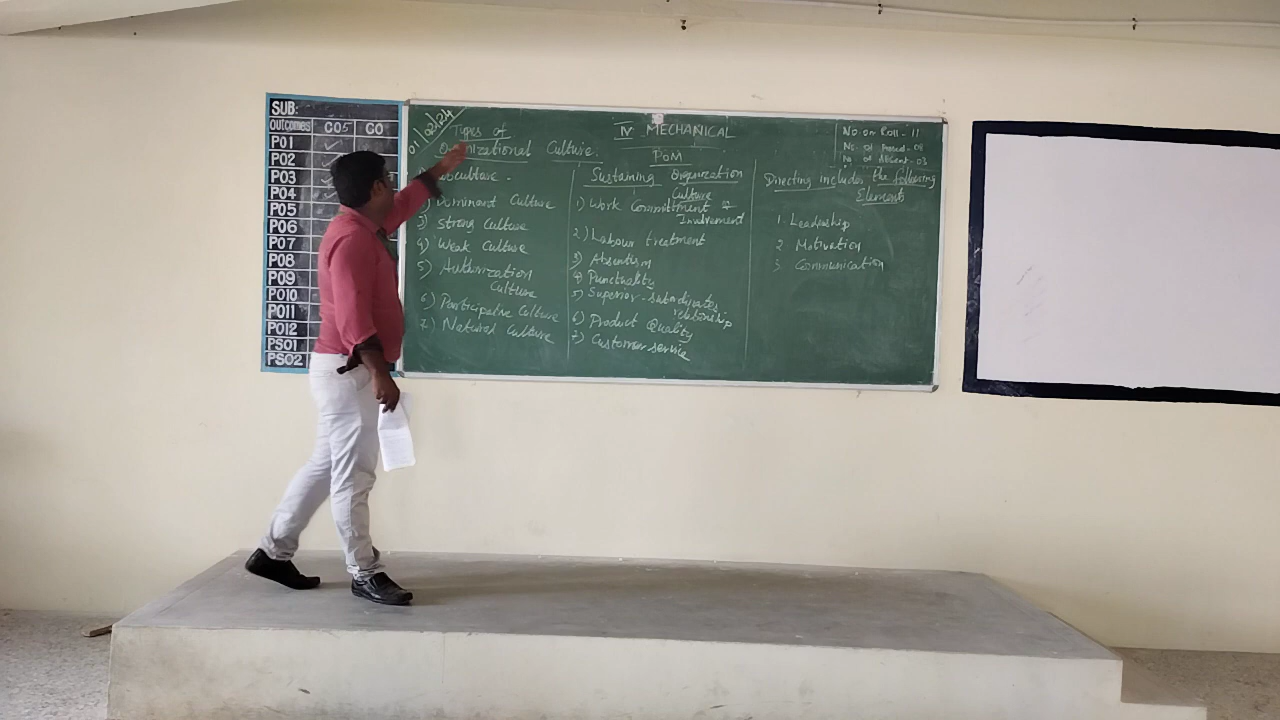 SUB:
OUTCOMES CO5 CO
PO1
PO2
PO3
PO4
PO5
PO6
PO7
PO8
PO9
PO10
PO11
PO12
PSO1
PSO2
01/02/24
IV MECHANICAL
POM
No on Roll - 11
No. of Present - 08
No of Absent - 03
Types of
Culture.
Dominant Culture
3) Strong Culture
4) Weak Culture
5)
Culture
6) Participative Culture
7) Natural Culture
Sustaining Organization
Culture
1) Work Commitment &
Involvement
2) Labour treatment
3) Absentism
4) Punctuality
5) Superior-subordinates
relationship
6) Product Quality
7) Customer service
Directing includes the following
Elements
1. Leadership
2. Motivation
3. Communication